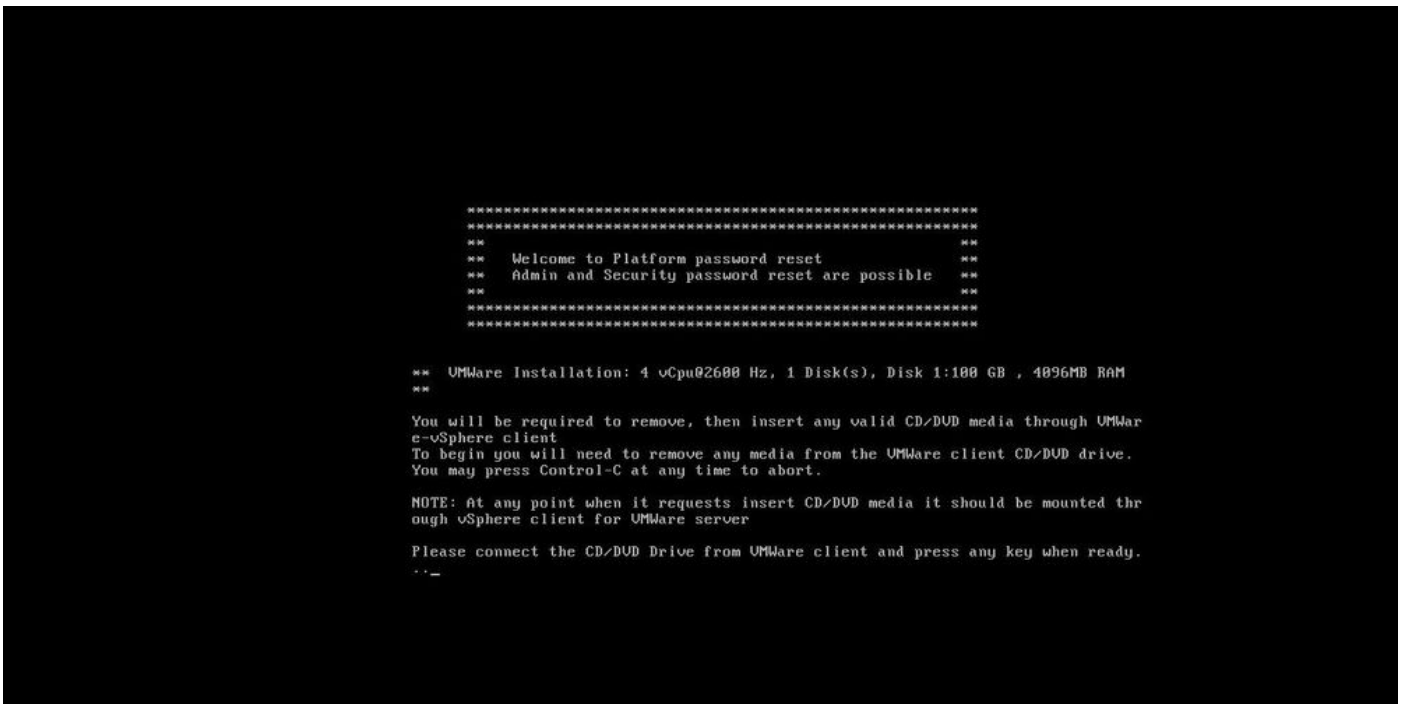 ********************************************************
********************************************************
** **
** Welcome to Platform password reset **
** Admin and Security password reset are possible **
** **
********************************************************
********************************************************
** VMWare Installation: 4 vCpu@2600 Hz, 1 Disk(s), Disk 1:100 GB , 4096MB RAM
**
You will be required to remove, then insert any valid CD/DVD media through VMWar
e-vSphere client
To begin you will need to remove any media from the VMWare client CD/DVD drive.
You may press Control-C at any time to abort.
NOTE: At any point when it requests insert CD/DVD media it should be mounted thr
ough vSphere client for VMWare server
Please connect the CD/DVD Drive from VMWare client and press any key when ready.
.._